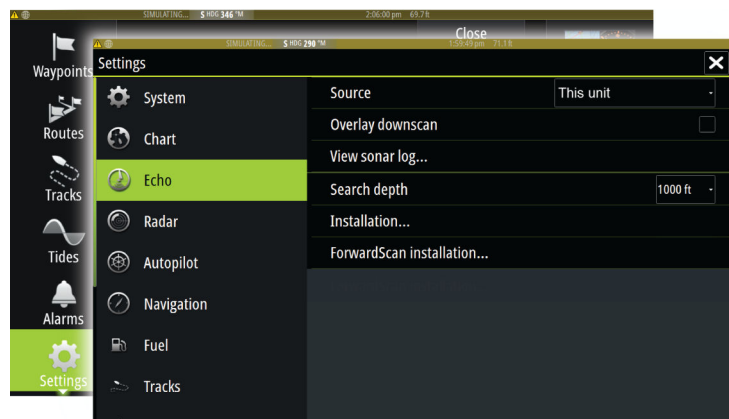 SIMULATING... S HDG 346 °M 2:06:00 pm 69.7 ft
Close
SIMULATING... S HDG 290 °M 1:59:49 pm 71.1 ft
Waypoints
Routes
Tracks
Tides
Alarms
Settings
Settings
System
Chart
Echo
Radar
Autopilot
Navigation
Fuel
Tracks
Source This unit
Overlay downscan
View sonar log...
Search depth 1000 ft
Installation...
ForwardScan installation...